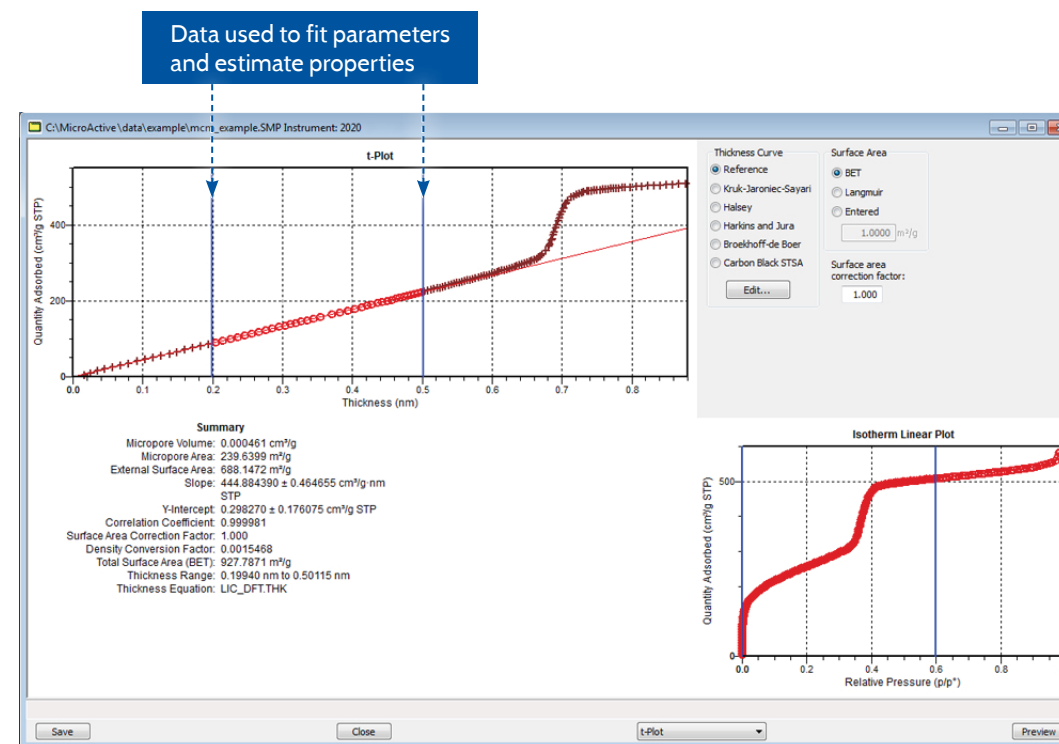 Data used to fit parameters
and estimate properties
C:\MicroActive\data\example\mcm_example.SMP Instrument: 2020
t-Plot
Quantity Adsorbed (cm³/g STP)
400
200
0
0.0 0.1 0.2 0.3 0.4 0.5 0.6 0.7 0.8
Thickness (nm)
Thickness Curve
Reference
Kruk-Jaroniec-Sayari
Halsey
Harkins and Jura
Broekhoff-de Boer
Carbon Black STSA
Edit...
Surface Area
BET
Langmuir
Entered
1.0000 m²/g
Surface area
correction factor:
1.000
Summary
Micropore Volume: 0.000461 cm³/g
Micropore Area: 239.6399 m²/g
External Surface Area: 688.1472 m²/g
Slope: 444.884390 ± 0.464655 cm³/g·nm
STP
Y-Intercept: 0.298270 ± 0.176075 cm³/g STP
Correlation Coefficient: 0.999981
Surface Area Correction Factor: 1.000
Density Conversion Factor: 0.0015468
Total Surface Area (BET): 927.7871 m²/g
Thickness Range: 0.19940 nm to 0.50115 nm
Thickness Equation: LIC_DFT.THK
Isotherm Linear Plot
Quantity Adsorbed (cm³/g STP)
500
0
0.0 0.2 0.4 0.6 0.8
Relative Pressure (p/p°)
Save
Close
t-Plot
Preview